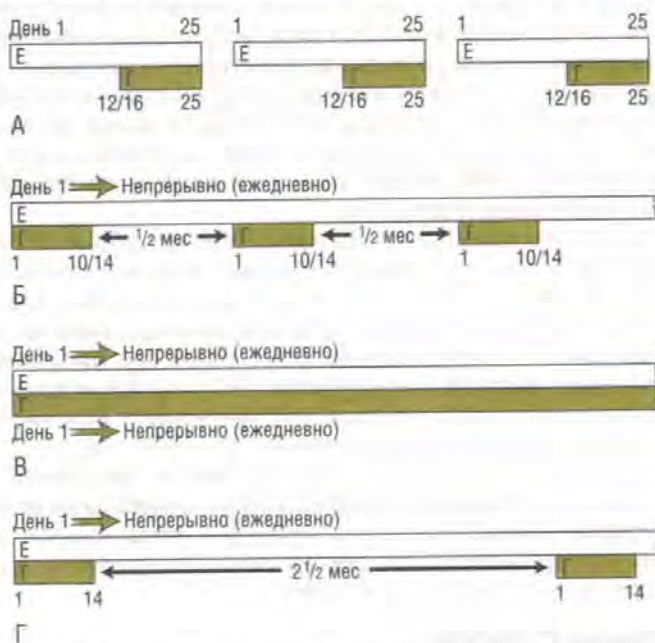 День 1 25 1 25 1 25
Е Е Е
Г Г Г
12/16 25 12/16 25 12/16 25
А
День 1 Непрерывно (ежедневно)
Е
Г 1/2 мес Г 1/2 мес Г
1 10/14 1 10/14 1 10/14
Б
День 1 Непрерывно (ежедневно)
Е
Г
День 1 Непрерывно (ежедневно)
В
День 1 Непрерывно (ежедневно)
Е
Г 2 1/2 мес Г
1 14 1 14
Г